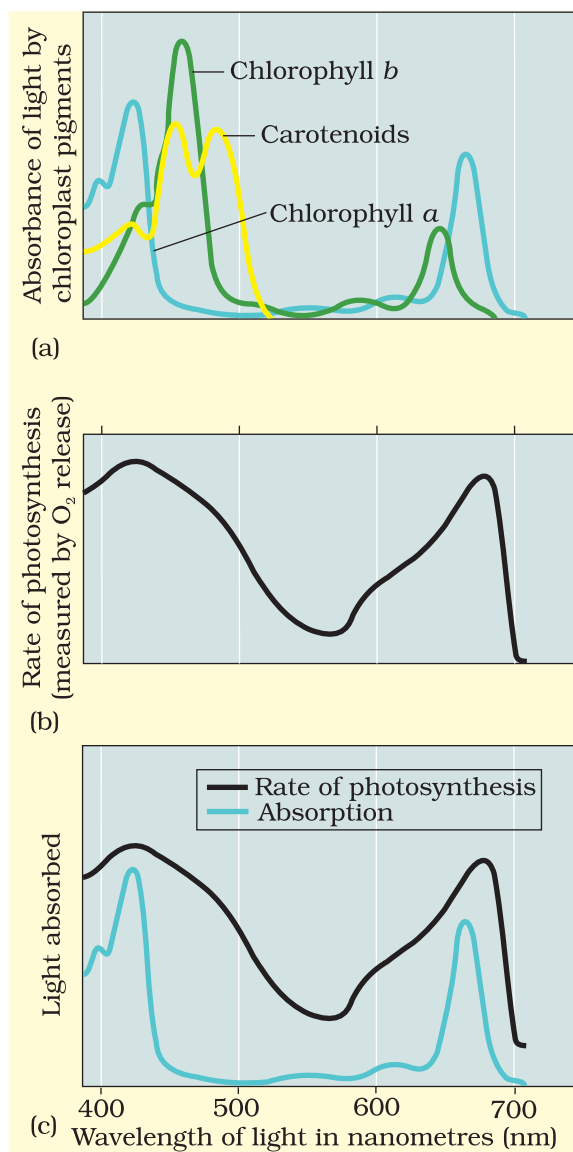 Absorbance of light by
chloroplast pigments
Chlorophyll b
Carotenoids
Chlorophyll a
(a)
Rate of photosynthesis
(measured by O₂ release)
(b)
Light absorbed
Rate of photosynthesis
Absorption
400 500 600 700
(c)
Wavelength of light in nanometres (nm)